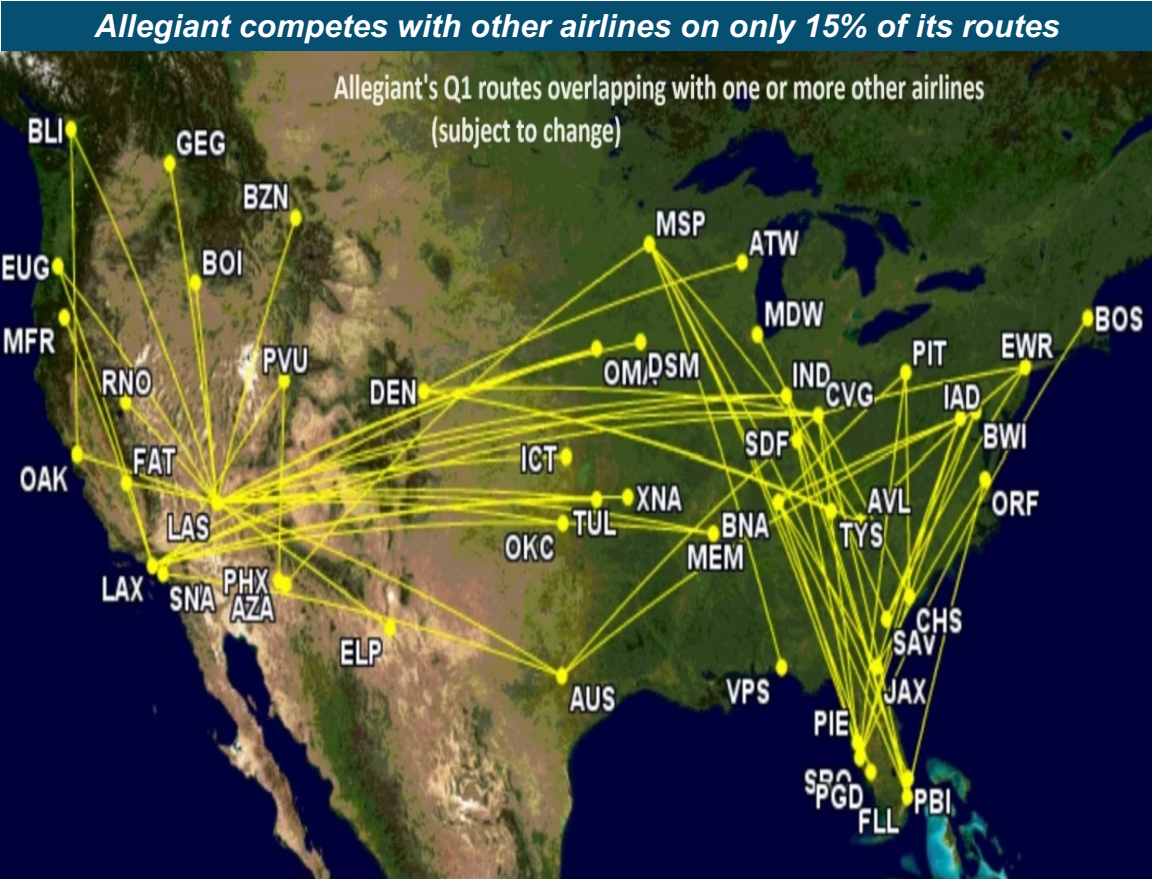 Allegiant competes with other airlines on only 15% of its routes
Allegiant's Q1 routes overlapping with one or more other airlines
(subject to change)
BLI
GEG
BZN
MSP
ATW
EUG
BOI
MDW
BOS
MFR
PVU
PIT
EWR
RNO
DEN
OMA
DSM
IND
CVG
IAD
BWI
SDF
OAK
FAT
ICT
XNA
AVL
ORF
LAS
TUL
BNA
TYS
OKC
MEM
LAX
SNA
PHX
AZA
CHS
SAV
ELP
AUS
VPS
JAX
PIE
SRQ
PGD
PBI
FLL